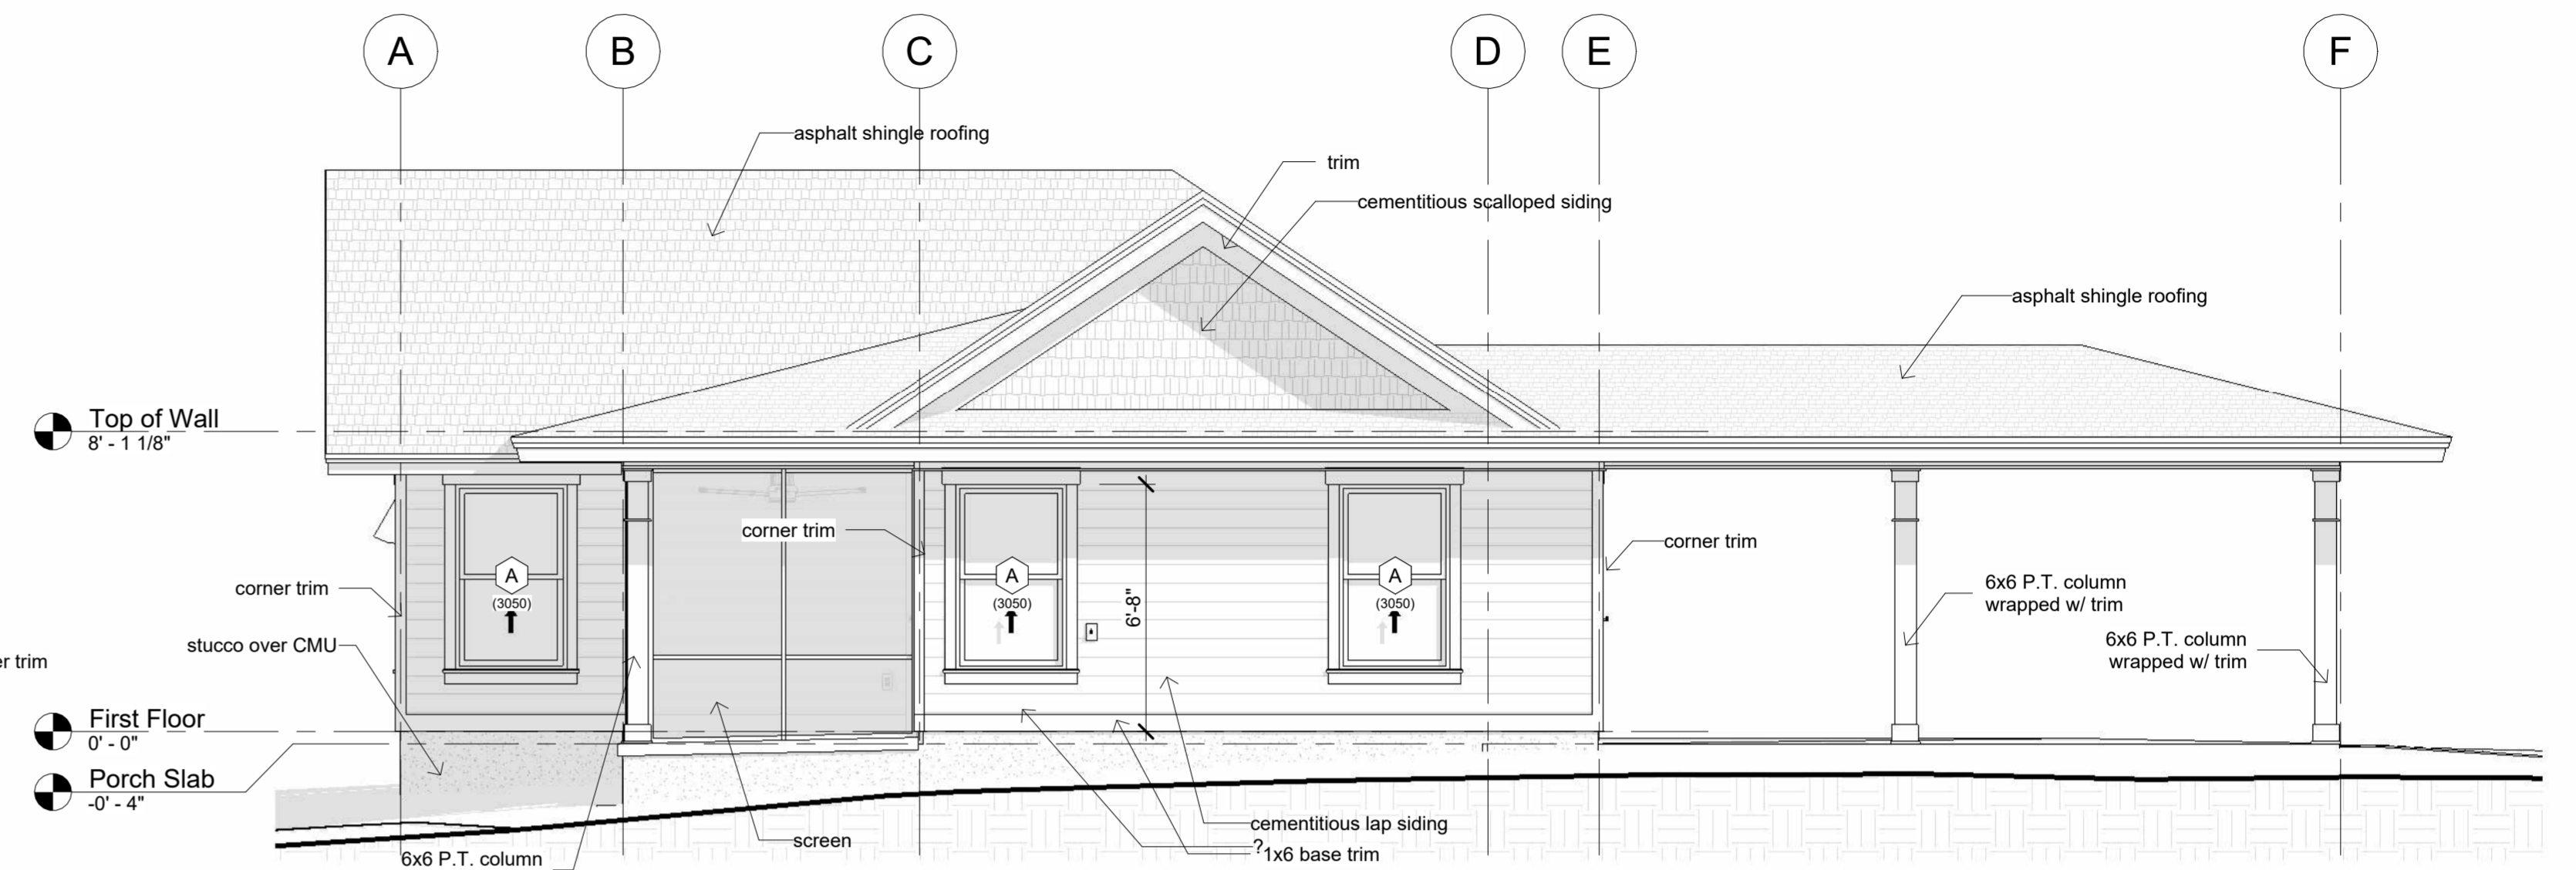 A
B
C
D
E
F
asphalt shingle roofing
trim
cementitious scalloped siding
asphalt shingle roofing
Top of Wall
8' - 1 1/8"
corner trim
corner trim
A
(3050)
A
(3050)
A
(3050)
6'-8"
corner trim
6x6 P.T. column
wrapped w/ trim
stucco over CMU
6x6 P.T. column
wrapped w/ trim
er trim
First Floor
0' - 0"
Porch Slab
-0' - 4"
cementitious lap siding
screen
?
1x6 base trim
6x6 P.T. column